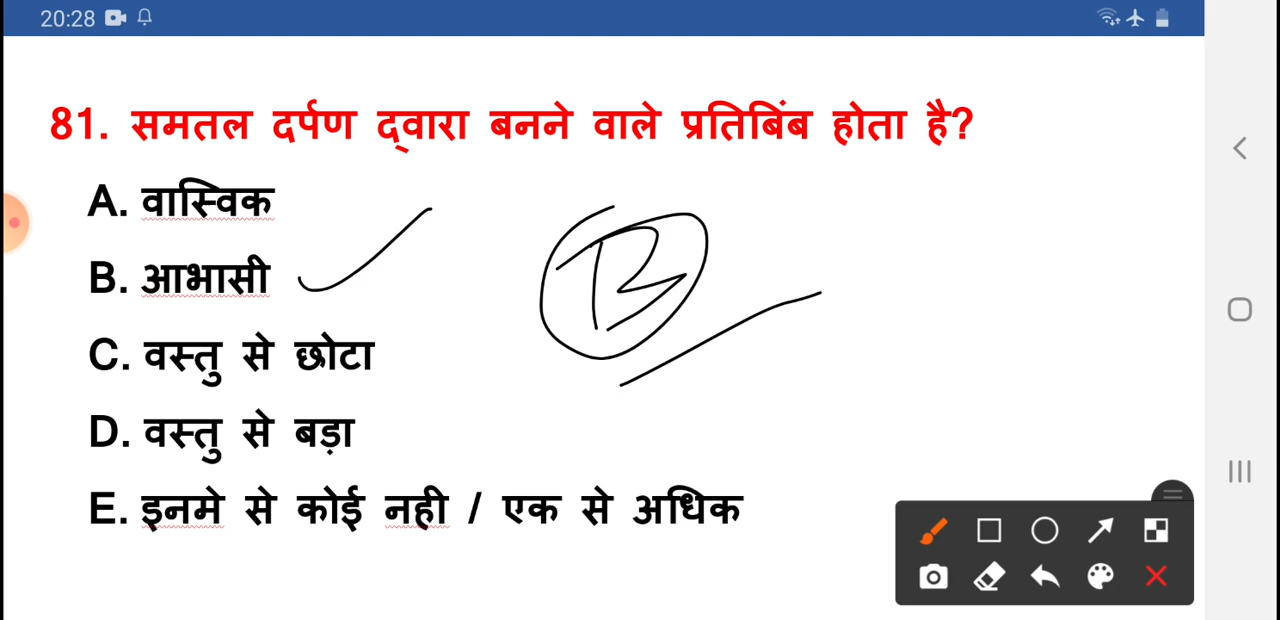 20:28
81. समतल दर्पण द्वारा बनने वाले प्रतिबिंब होता है?
A. वास्विक
B. आभासी
B
C. वस्तु से छोटा
D. वस्तु से बड़ा
E. इनमे से कोई नही / एक से अधिक